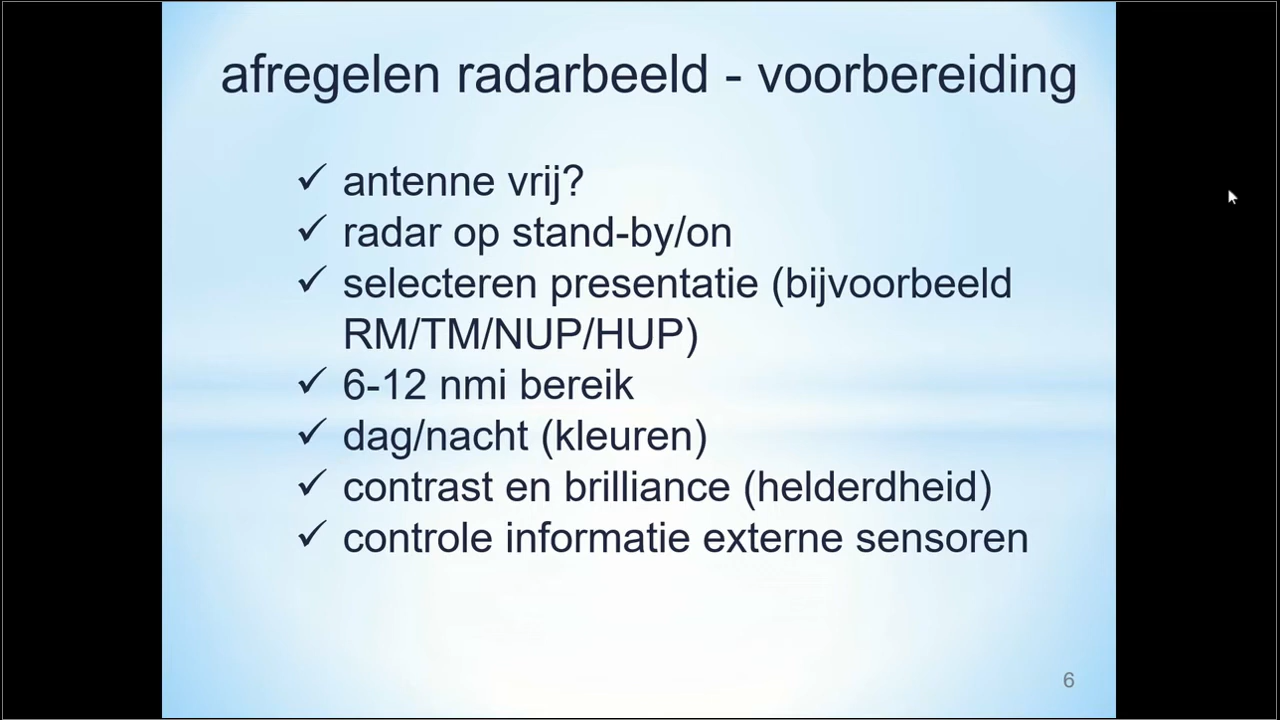 afregelen radarbeeld - voorbereiding
✓ antenne vrij?
✓ radar op stand-by/on
✓ selecteren presentatie (bijvoorbeeld
RM/TM/NUP/HUP)
✓ 6-12 nmi bereik
✓ dag/nacht (kleuren)
✓ contrast en brilliance (helderdheid)
✓ controle informatie externe sensoren
6